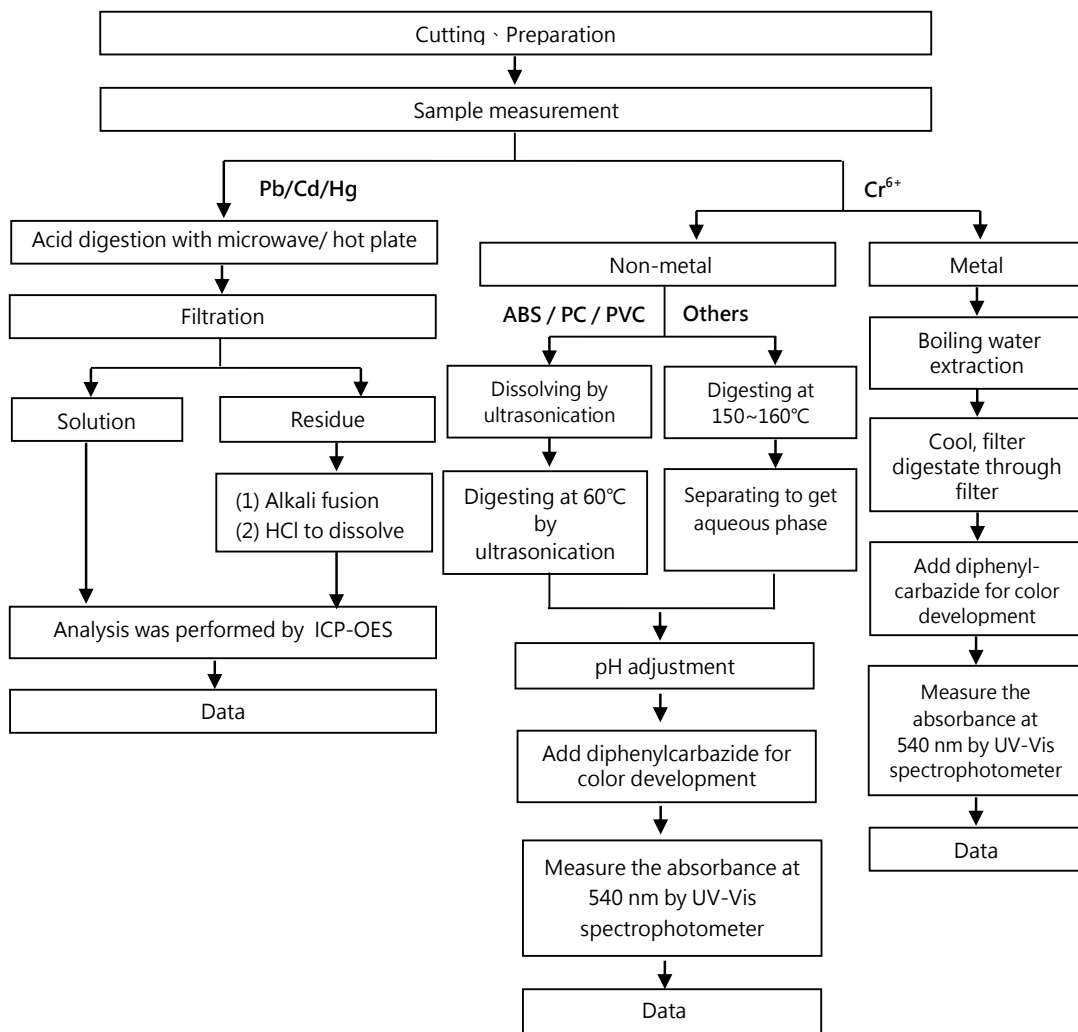 Cutting、Preparation
Sample measurement
Pb/Cd/Hg
Cr⁶⁺
Acid digestion with microwave/ hot plate
Filtration
Solution
Residue
(1) Alkali fusion
(2) HCl to dissolve
Analysis was performed by ICP-OES
Data
Non-metal
ABS / PC / PVC
Others
Dissolving by
ultrasonication
Digesting at
150~160℃
Digesting at 60℃
by
ultrasonication
Separating to get
aqueous phase
pH adjustment
Add diphenylcarbazide for
color development
Measure the absorbance at
540 nm by UV-Vis
spectrophotometer
Data
Metal
Boiling water
extraction
Cool, filter
digestate through
filter
Add diphenyl-
carbazide for color
development
Measure the
absorbance at
540 nm by UV-Vis
spectrophotometer
Data